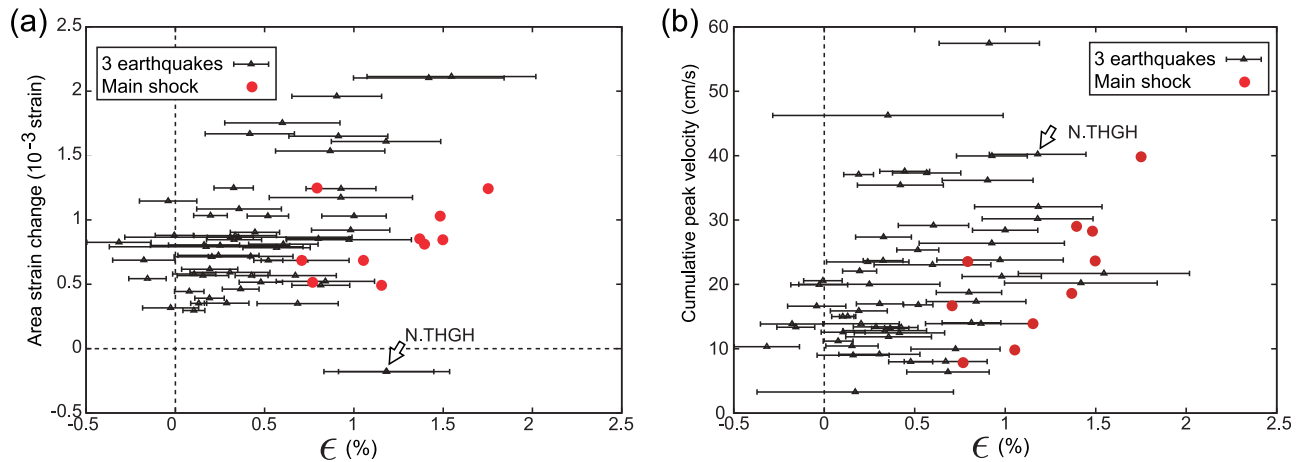 (a)
Area strain change (10⁻³ strain)
2.5
2
1.5
1
0.5
0
-0.5
3 earthquakes
Main shock
N.THGH
-0.5 0 0.5 1 1.5 2 2.5
ϵ (%)
(b)
Cumulative peak velocity (cm/s)
60
50
40
30
20
10
0
3 earthquakes
Main shock
N.THGH
-0.5 0 0.5 1 1.5 2 2.5
ϵ (%)